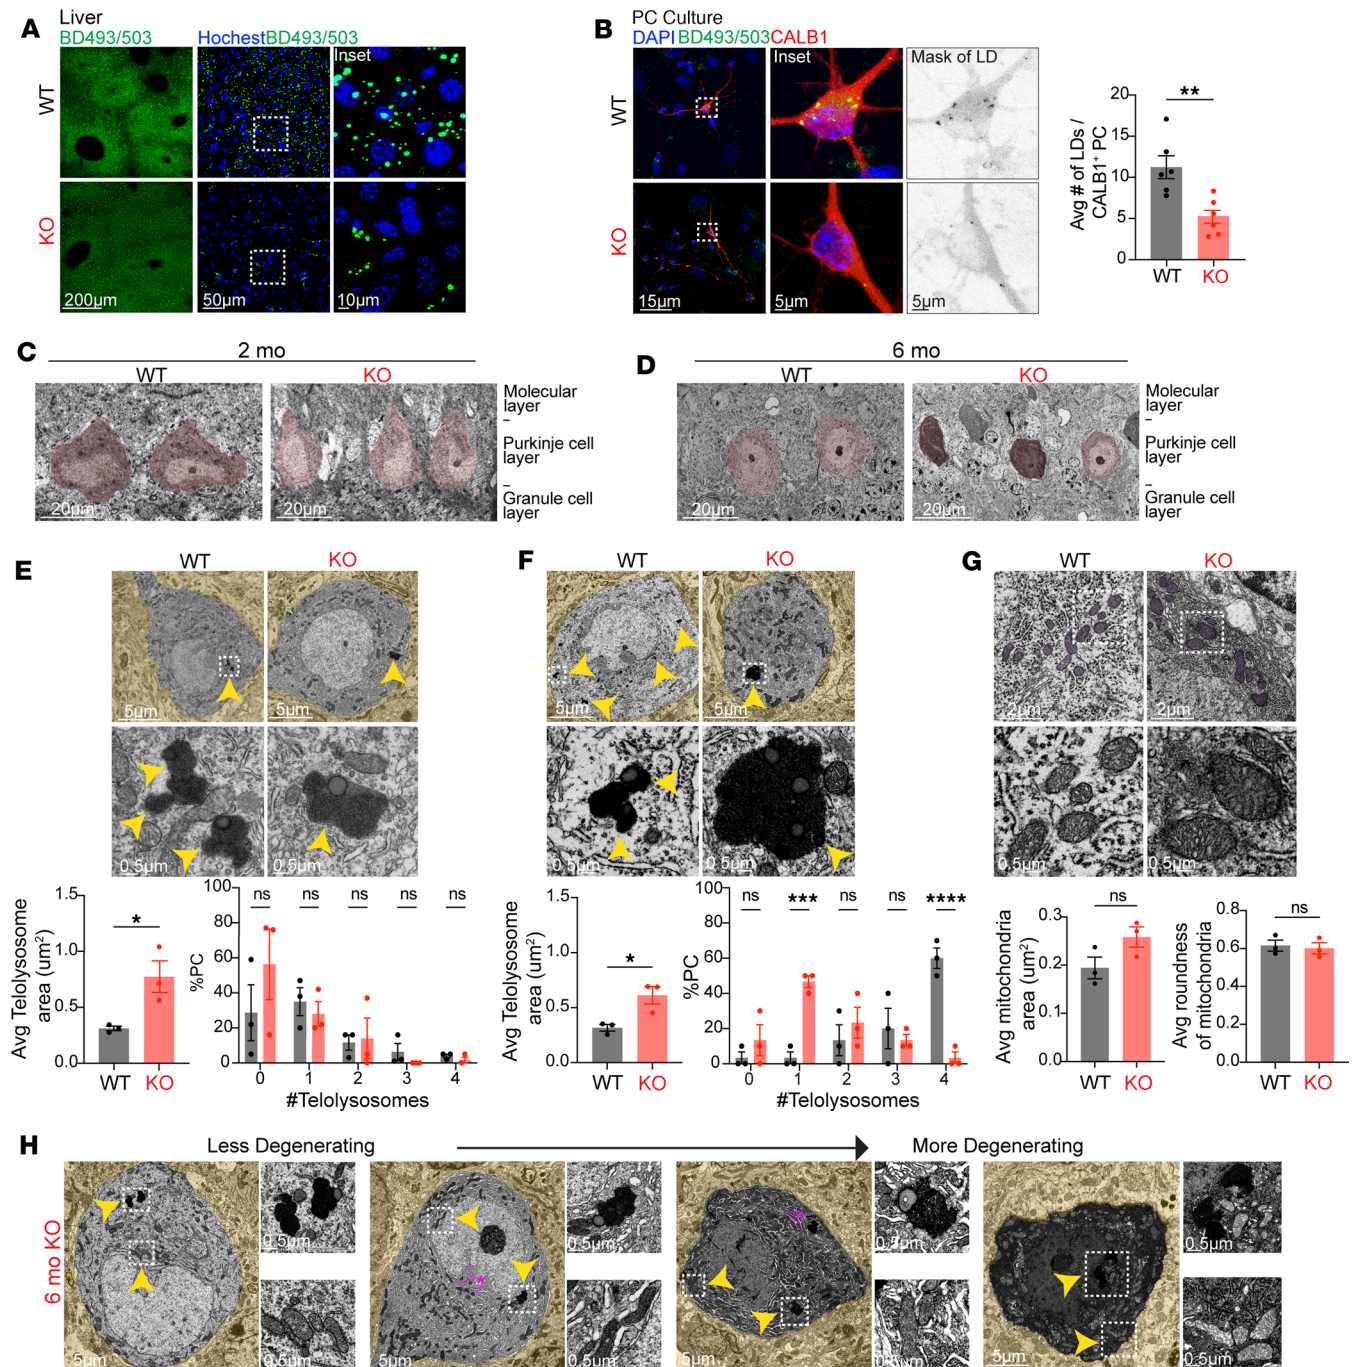 A
Liver
BD493/503
HochestBD493/503
Inset
WT
KO
200µm
50µm
10µm
B
PC Culture
DAPI BD493/503CALB1
Inset
Mask of LD
WT
KO
15µm
5µm
5µm
Avg # of LDs /
CALB1+ PC
20
15
10
5
0
**
WT
KO
C
2 mo
WT
KO
20µm
20µm
Molecular
layer
Purkinje cell
layer
Granule cell
layer
D
6 mo
WT
KO
20µm
20µm
Molecular
layer
Purkinje cell
layer
Granule cell
layer
E
WT
KO
5µm
5µm
0.5µm
0.5µm
Avg Telolysosome
area (um²)
1.5
1.0
0.5
0.0
*
WT
KO
%PC
100
80
60
40
20
0
ns
ns
ns
ns
ns
0
1
2
3
4
#Telolysosomes
F
WT
KO
5µm
5µm
0.5µm
0.5µm
Avg Telolysosome
area (um²)
1.5
1.0
0.5
0.0
*
WT
KO
%PC
100
80
60
40
20
0
ns
***
ns
ns
****
0
1
2
3
4
#Telolysosomes
G
WT
KO
2µm
2µm
0.5µm
0.5µm
Avg mitochondria
area (um²)
0.3
0.2
0.1
0.0
ns
WT
KO
Avg roundness
of mitochondria
0.8
0.6
0.4
0.2
0.0
ns
WT
KO
H
Less Degenerating
More Degenerating
6 mo KO
5µm
0.5µm
0.5µm
*
5µm
0.5µm
0.5µm
*
5µm
0.5µm
0.5µm
5µm
0.5µm
0.5µm